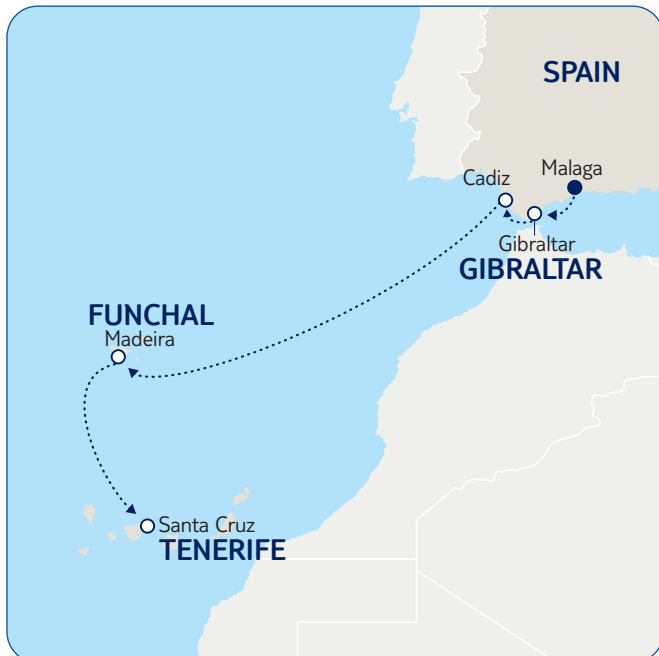 SPAIN
Malaga
Cadiz
Gibraltar
GIBRALTAR
FUNCHAL
Madeira
Santa Cruz
TENERIFE